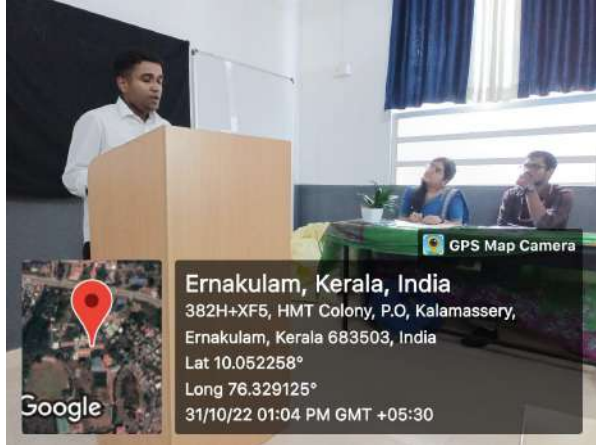 GPS Map Camera
Ernakulam, Kerala, India
382H+XF5, HMT Colony, P.O, Kalamassery,
Ernakulam, Kerala 683503, India
Lat 10.052258°
Long 76.329125°
31/10/22 01:04 PM GMT +05:30
Google